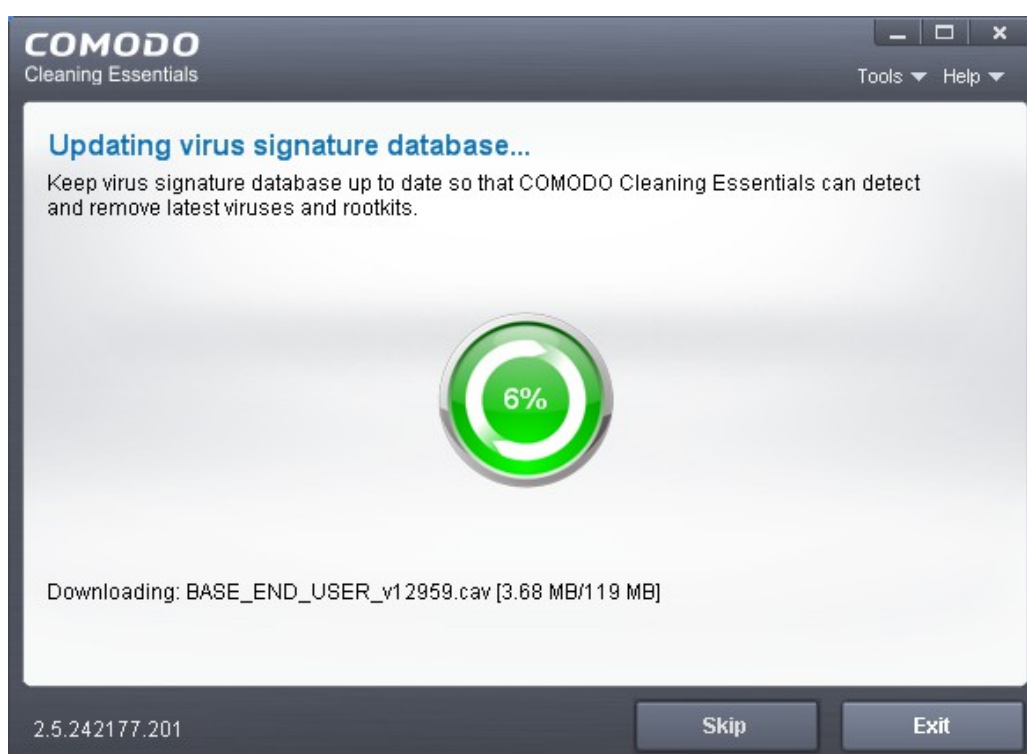 COMODO
Cleaning Essentials
Tools Help
Updating virus signature database...
Keep virus signature database up to date so that COMODO Cleaning Essentials can detect
and remove latest viruses and rootkits.
6%
Downloading: BASE_END_USER_v12959.cav [3.68 MB/119 MB]
2.5.242177.201
Skip
Exit